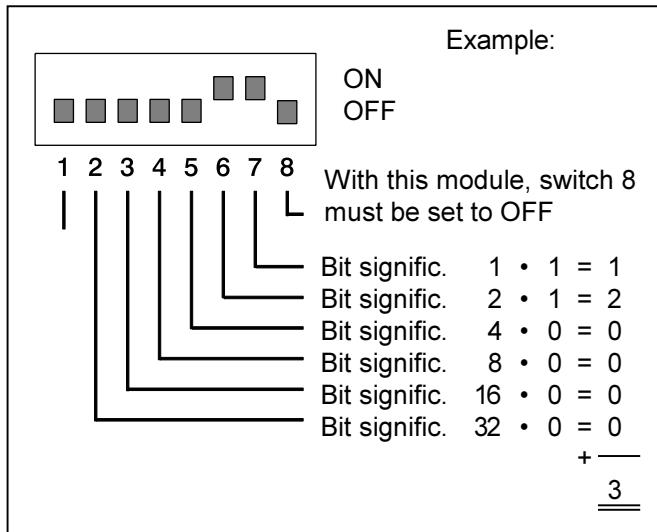 Example:
ON
OFF
1 2 3 4 5 6 7 8
With this module, switch 8
must be set to OFF
Bit signific. 1 • 1 = 1
Bit signific. 2 • 1 = 2
Bit signific. 4 • 0 = 0
Bit signific. 8 • 0 = 0
Bit signific. 16 • 0 = 0
Bit signific. 32 • 0 = 0
+
3